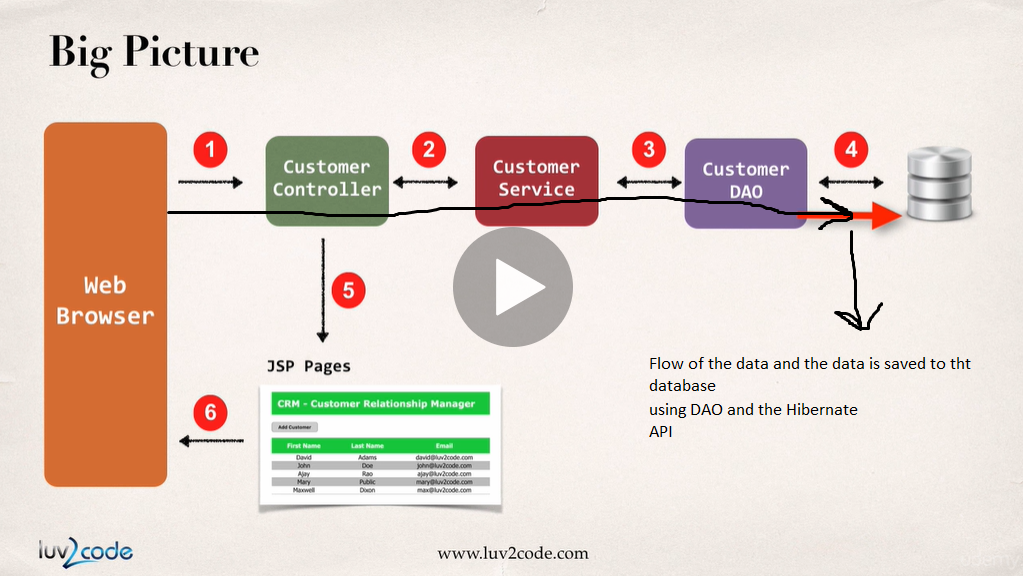 Big Picture
1
2
3
4
Customer
Controller
Customer
Service
Customer
DAO
Web
Browser
5
JSP Pages
6
CRM - Customer Relationship Manager
Add Customer
First Name Last Name Email
David Adams david@luv2code.com
John Doe john@luv2code.com
Ajay Rao ajay@luv2code.com
Mary Public mary@luv2code.com
Maxwell Dixon max@luv2code.com
Flow of the data and the data is saved to tht
database
using DAO and the Hibernate
API
luv2code
www.luv2code.com